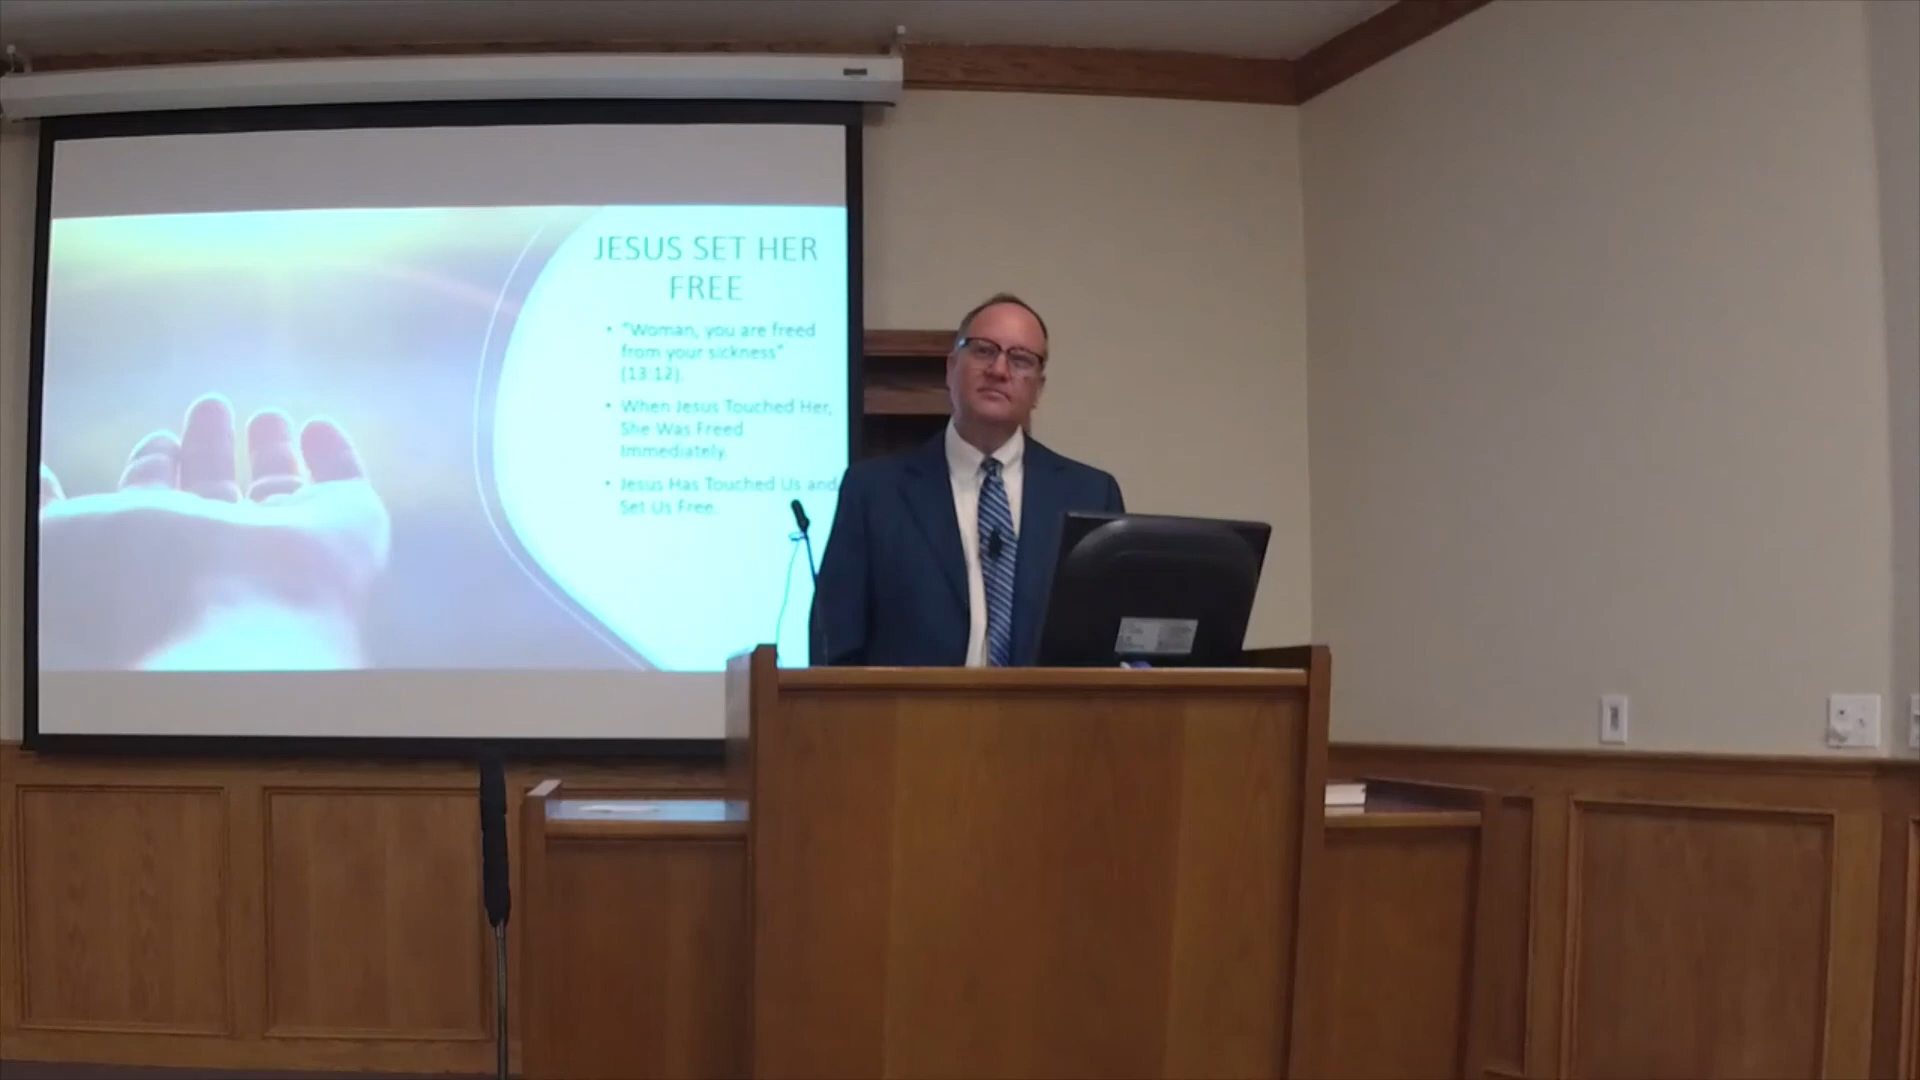 JESUS SET HER
FREE
• "Woman, you are freed
from your sickness"
(13:12).
• When Jesus Touched Her,
She Was Freed
Immediately.
• Jesus Has Touched Us and
Set Us Free.